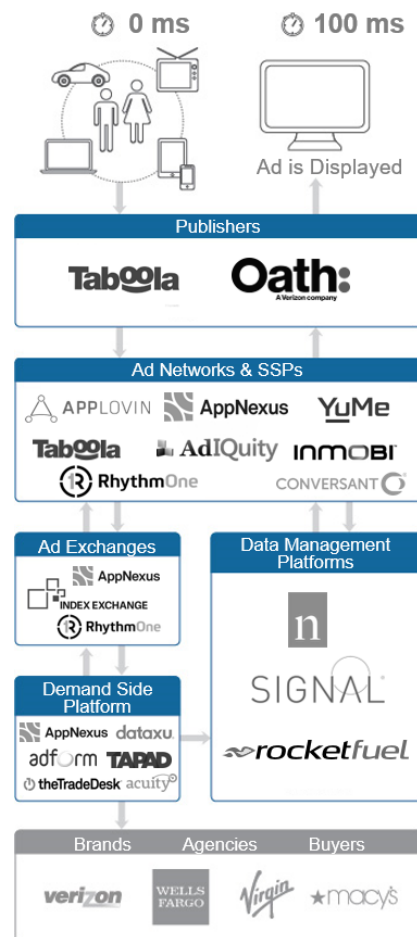 0 ms
100 ms
Ad is Displayed
Publishers
Taboola
Oath:
A Verizon company
Ad Networks & SSPs
APPLOVIN
AppNexus
YuMe
Taboola
AdIQuity
INMOBI
RhythmOne
CONVERSANT
Ad Exchanges
AppNexus
INDEX EXCHANGE
RhythmOne
Data Management
Platforms
n
SIGNAL
rocketfuel
Demand Side
Platform
AppNexus
dataxu
adform
TAPAD
theTradeDesk
acuity
Brands
Agencies
Buyers
verizon
WELLS
FARGO
Virgin
macy's